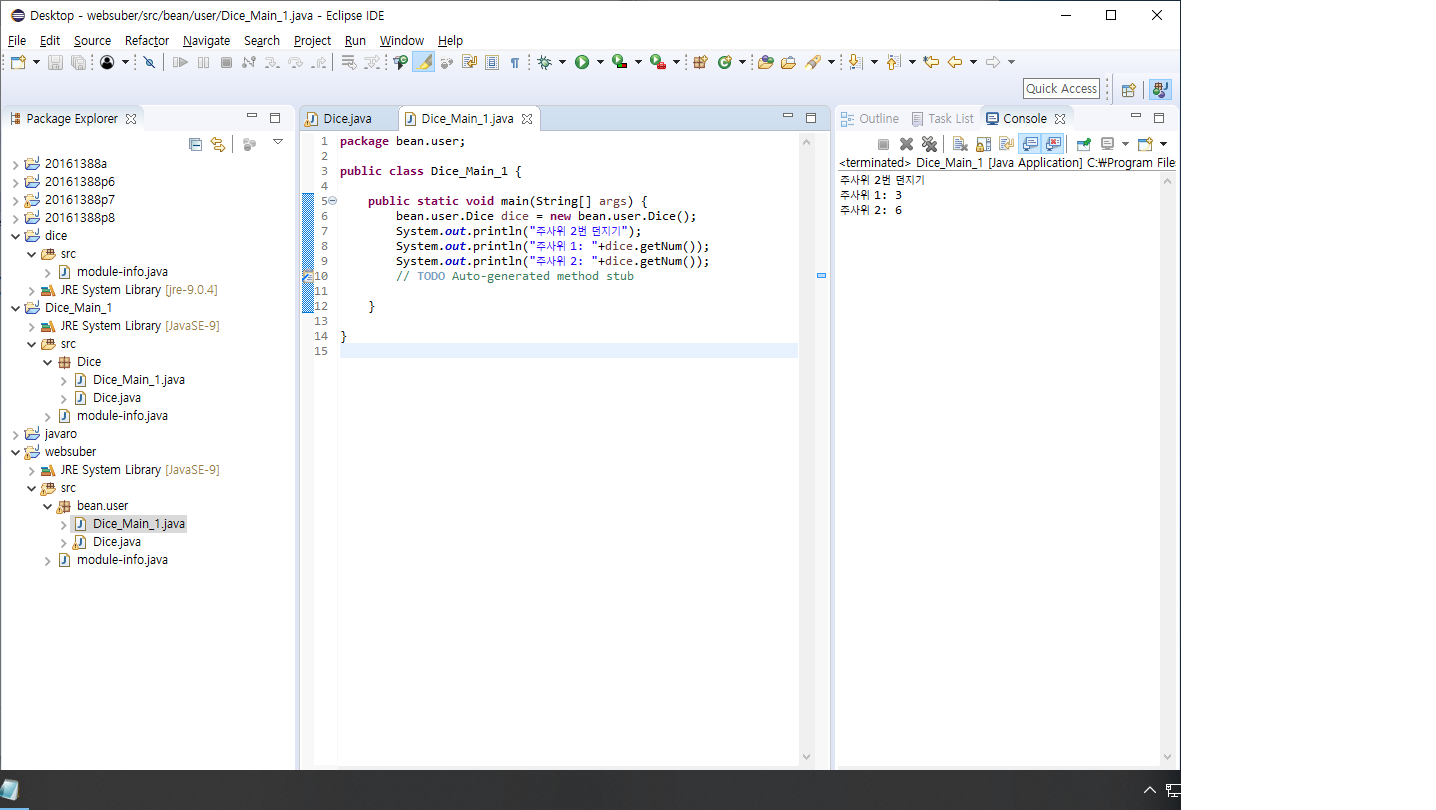 Desktop - websuber/src/bean/user/Dice_Main_1.java - Eclipse IDE
File Edit Source Refactor Navigate Search Project Run Window Help
Quick Access
Package Explorer
20161388a
20161388p6
20161388p7
20161388p8
dice
src
module-info.java
JRE System Library [jre-9.0.4]
Dice_Main_1
JRE System Library [JavaSE-9]
src
Dice
Dice_Main_1.java
Dice.java
module-info.java
javaro
websuber
JRE System Library [JavaSE-9]
src
bean.user
Dice_Main_1.java
Dice.java
module-info.java
Dice.java Dice_Main_1.java
1 package bean.user;
2
3 public class Dice_Main_1 {
4
5 public static void main(String[] args) {
6 bean.user.Dice dice = new bean.user.Dice();
7 System.out.println("주사위 2번 던지기");
8 System.out.println("주사위 1: "+dice.getNum());
9 System.out.println("주사위 2: "+dice.getNum());
10 // TODO Auto-generated method stub
11
12 }
13
14 }
15
Outline Task List Console
<terminated> Dice_Main_1 [Java Application] C:₩Program File
주사위 2번 던지기
주사위 1: 3
주사위 2: 6